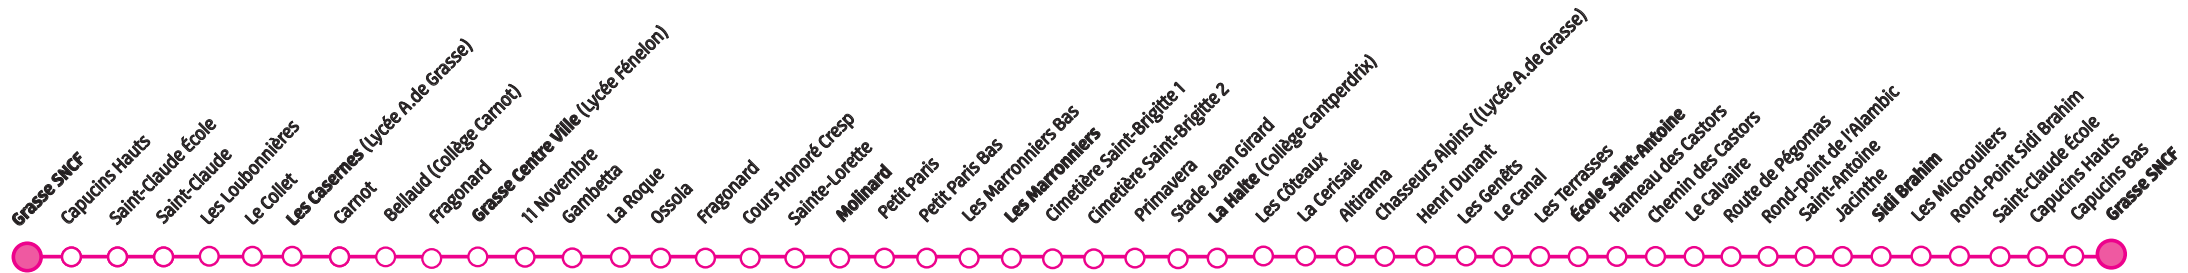 Grasse SNCF
Capucins Hauts
Saint-Claude École
Saint-Claude
Les Loubonnières
Le Collet
Les Casernes (Lycée A.de Grasse)
Carnot
Bellaud (Collège Carnot)
Fragonard
Grasse Centre Ville (Lycée Fénelon)
11 Novembre
Gambetta
La Roque
Ossola
Fragonard
Cours Honoré Cresp
Sainte-Lorette
Molinard
Petit Paris
Petit Paris Bas
Les Marronniers Bas
Les Marronniers
Cimetière Saint-Brigitte 1
Cimetière Saint-Brigitte 2
Primavera
Stade Jean Girard
La Halte (Collège Cantperdrix)
Les Côteaux
La Cerisaie
Altirama
Chasseurs Alpins ((Lycée A.de Grasse)
Henri Dunant
Les Genêts
Le Canal
Les Terrasses
École Saint-Antoine
Hameau des Castors
Chemin des Castors
Le Calvaire
Route de Pégomas
Rond-point de l'Alambic
Saint-Antoine
Jacinthe
Sidi Brahim
Les Micocouliers
Rond-Point Sidi Brahim
Saint-Claude École
Capucins Hauts
Capucins Bas
Grasse SNCF